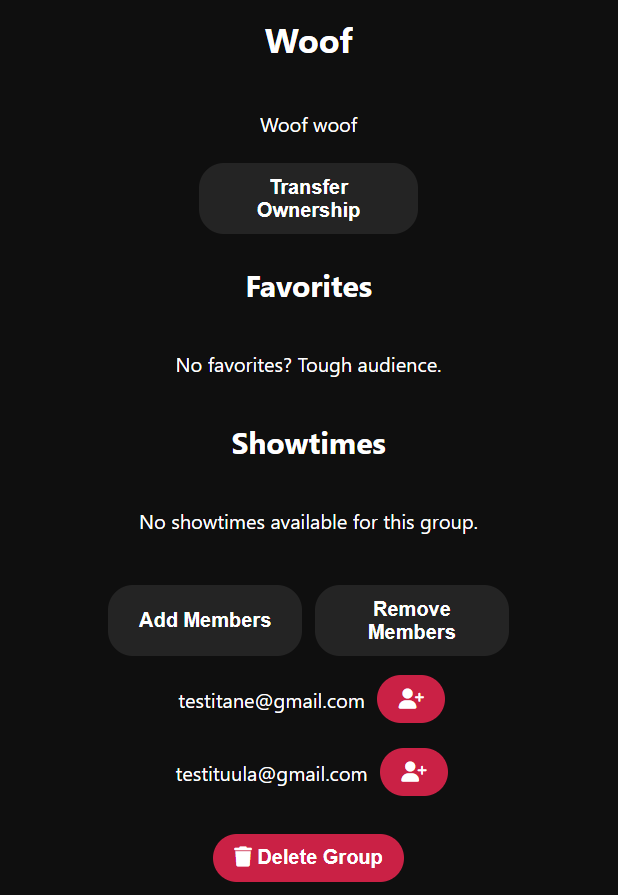 Woof
Woof woof
Transfer
Ownership
Favorites
No favorites? Tough audience.
Showtimes
No showtimes available for this group.
Add Members
Remove
Members
testitane@gmail.com
testituula@gmail.com
Delete Group